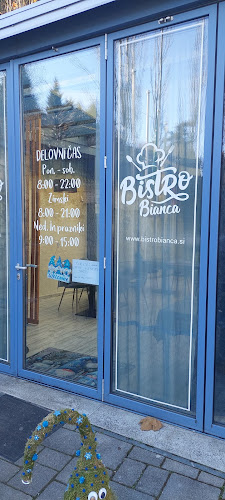 DELOVNI ČAS
Pon. - sob.
8:00 - 22:00
Zimski
8:00 - 21:00
Ned. in prazniki
9:00 - 15:00
Bistro
Bianca
www.bistrobianca.si